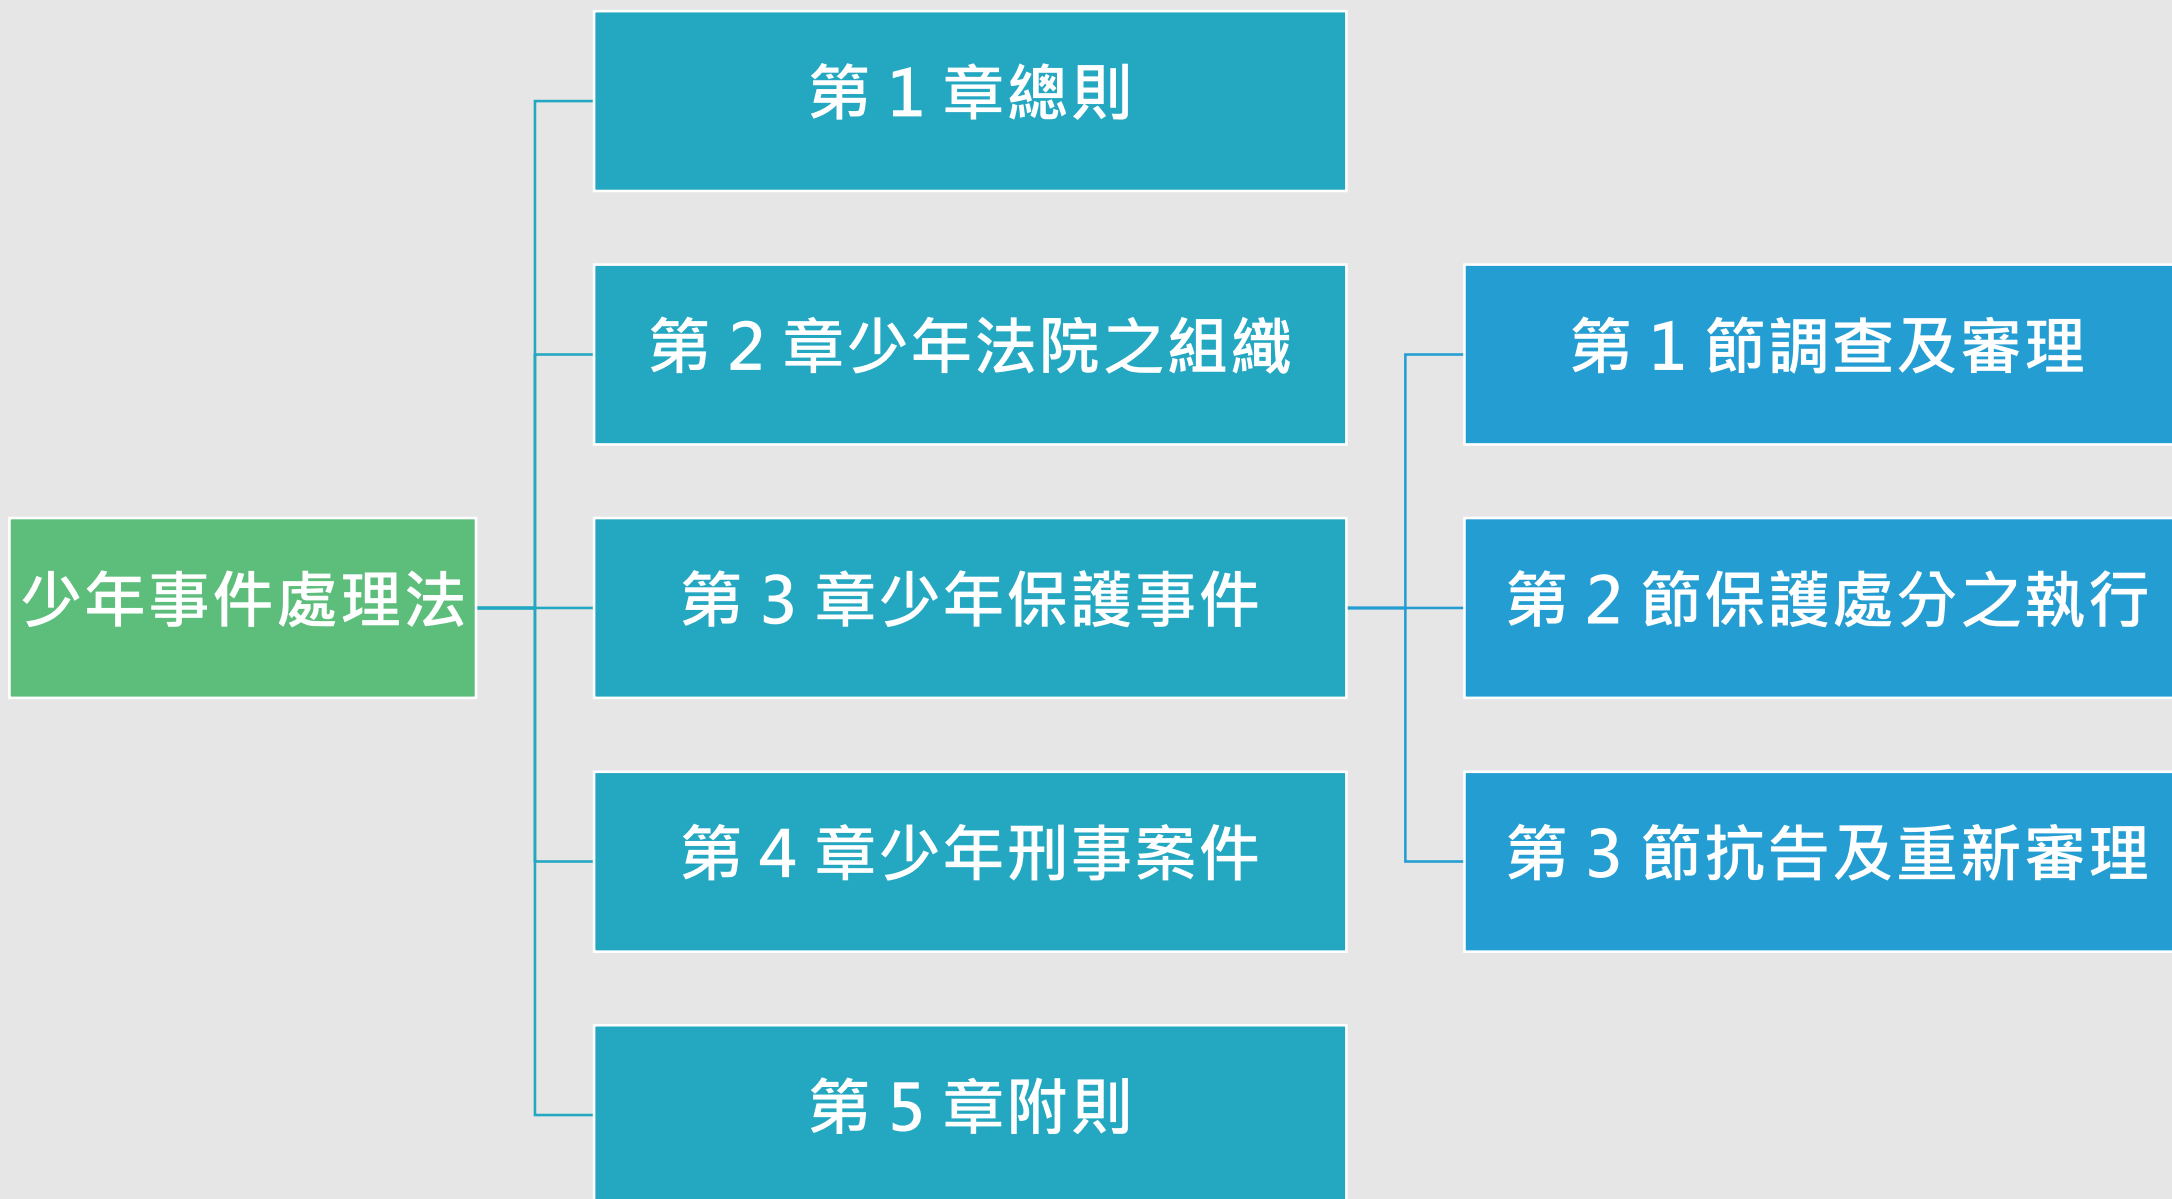 少年事件處理法
第 1 章總則
第 2 章少年法院之組織
第 3 章少年保護事件
第 1 節調查及審理
第 2 節保護處分之執行
第 3 節抗告及重新審理
第 4 章少年刑事案件
第 5 章附則